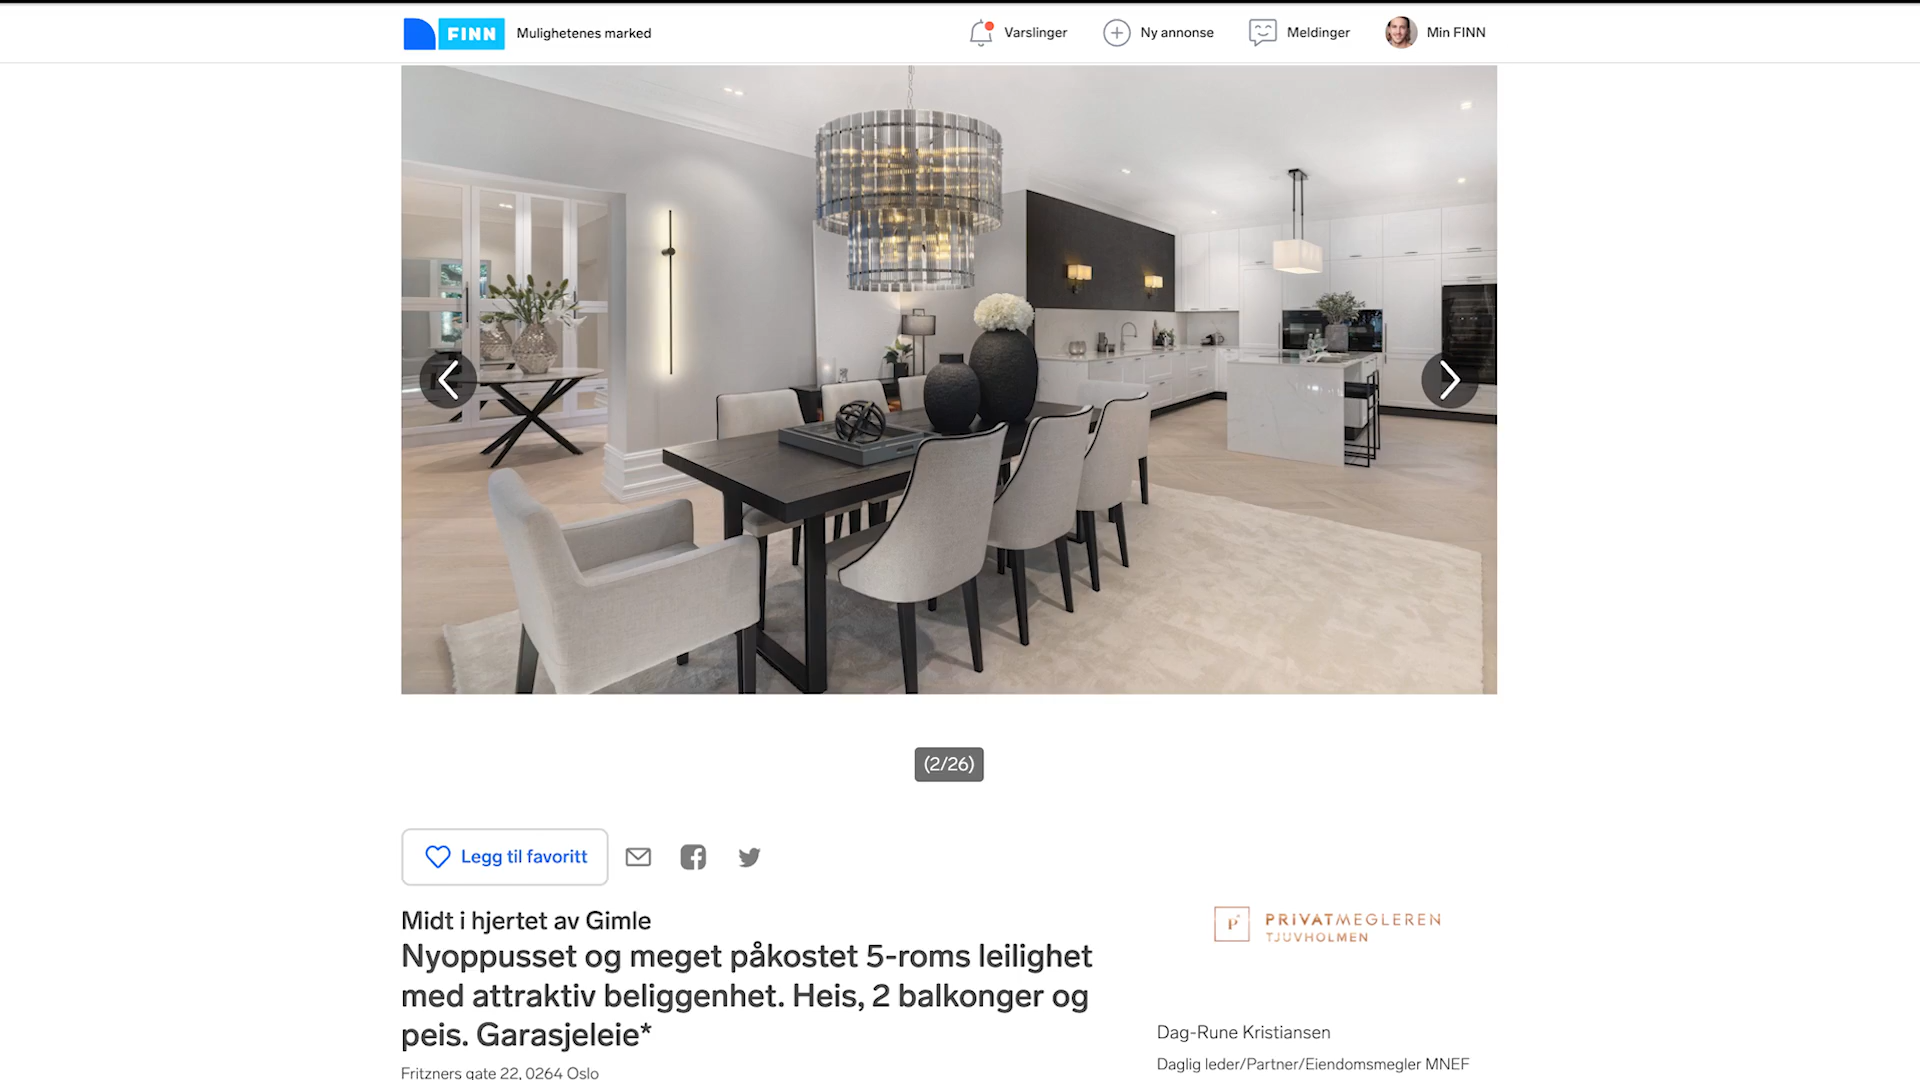 FINN Mulighetenes marked Varslinger Ny annonse Meldinger Min FINN
(2/26)
Legg til favoritt
Midt i hjertet av Gimle
Nyoppusset og meget påkostet 5-roms leilighet
med attraktiv beliggenhet. Heis, 2 balkonger og
peis. Garasjeleie*
Fritzners gate 22, 0264 Oslo
P PRIVATMEGLEREN
TJUVHOLMEN
Dag-Rune Kristiansen
Daglig leder/Partner/Eiendomsmegler MNEF